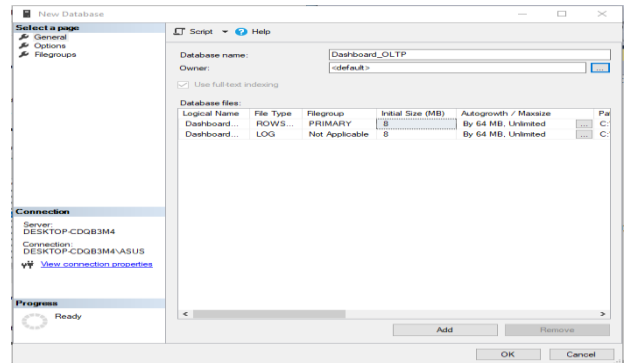 New Database
Select a page
General
Options
Filegroups
Script Help
Database name: Dashboard_OLTP
Owner: <default> ...
Use full-text indexing
Database files:
Logical Name File Type Filegroup Initial Size (MB) Autogrowth / Maxsize Pa
Dashboard... ROWS... PRIMARY 8 By 64 MB, Unlimited ... C:
Dashboard... LOG Not Applicable 8 By 64 MB, Unlimited ... C:
Connection
Server:
DESKTOP-CDQB3M4
Connection:
DESKTOP-CDQB3M4\ASUS
View connection properties
Progress
Ready
Add Remove
OK Cancel